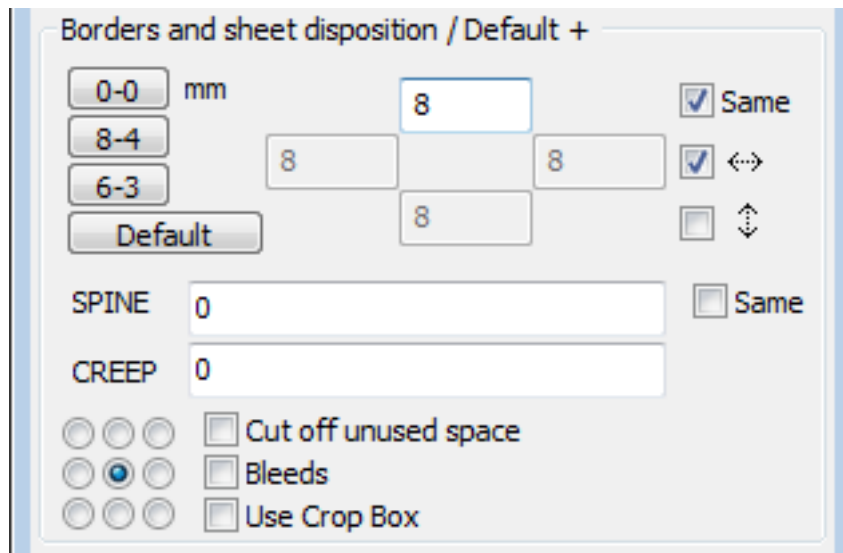 Borders and sheet disposition / Default +
0-0 mm 8 Same
8-4
8 8
6-3
Default 8
SPINE 0 Same
CREEP 0
Cut off unused space
Bleeds
Use Crop Box